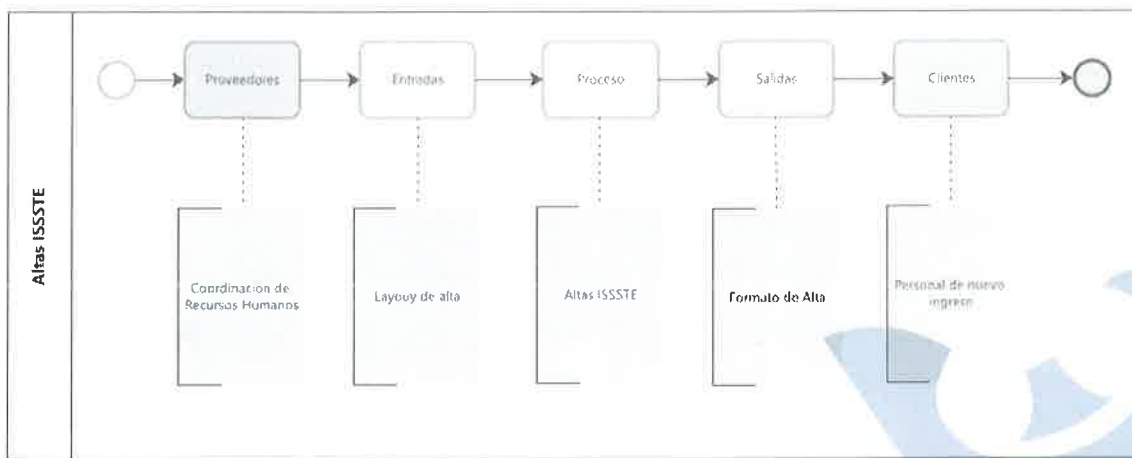 Altas ISSSTE
Proveedores
Entradas
Proceso
Salidas
Clientes
Coordinacion de
Recursos Humanos
Layouy de alta
Altas ISSSTE
Formato de Alta
Personal de nuevo
ingreso